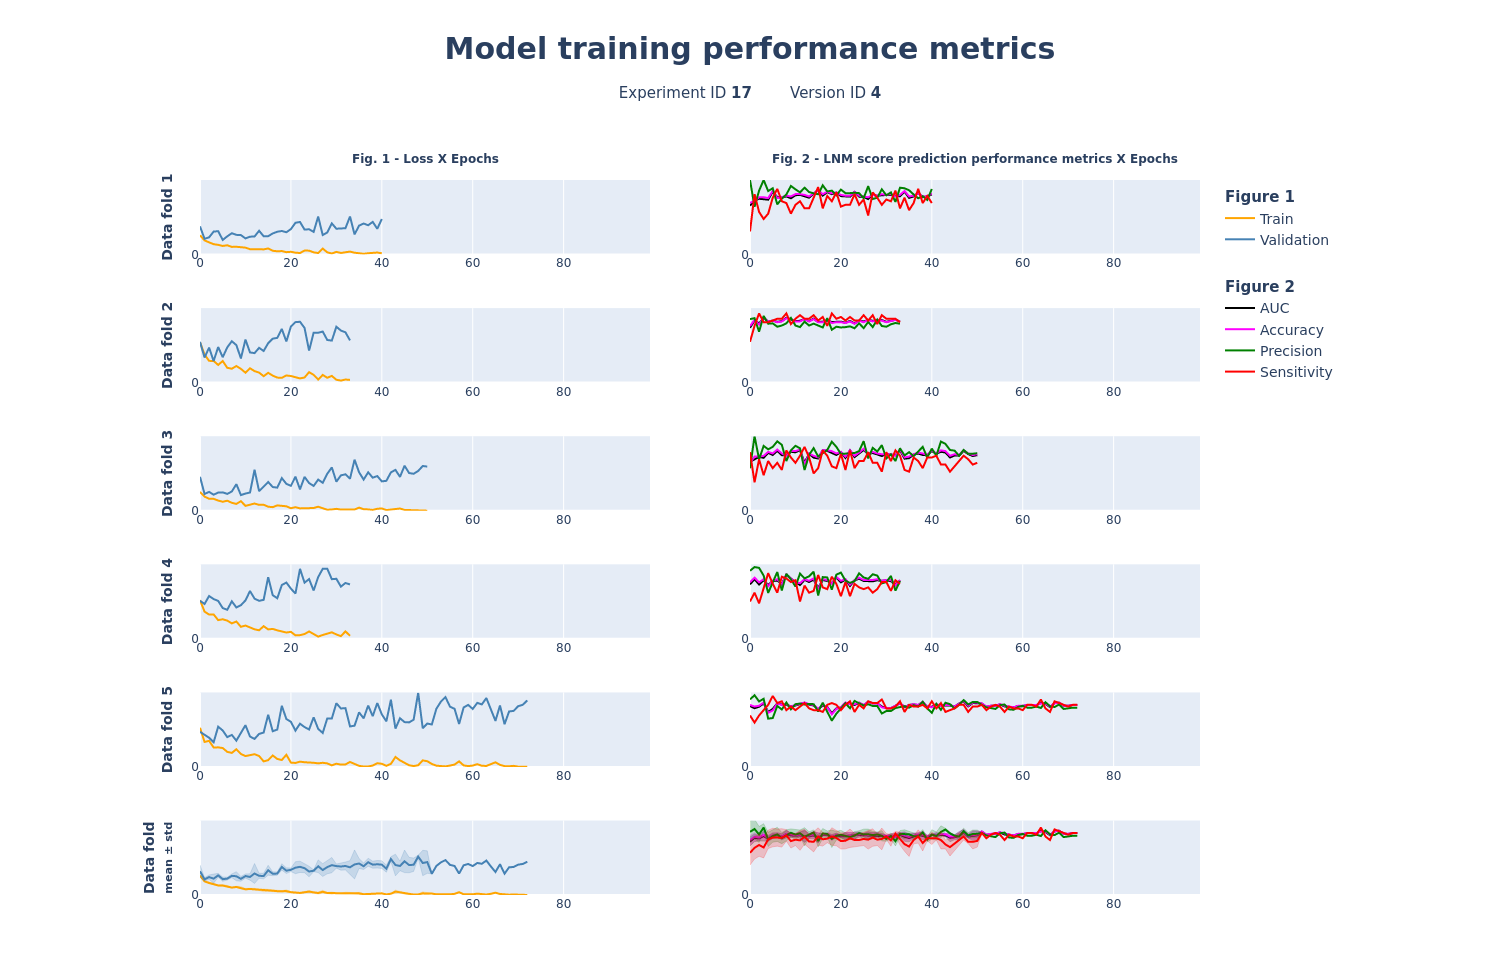 Model training performance metrics
Experiment ID 17 Version ID 4
Fig. 1 - Loss X Epochs
Fig. 2 - LNM score prediction performance metrics X Epochs
Data fold 1
0
0 20 40 60 80
0
0 20 40 60 80
Figure 1
Train
Validation
Figure 2
AUC
Accuracy
Precision
Sensitivity
Data fold 2
0
0 20 40 60 80
0
0 20 40 60 80
Data fold 3
0
0 20 40 60 80
0
0 20 40 60 80
Data fold 4
0
0 20 40 60 80
0
0 20 40 60 80
Data fold 5
0
0 20 40 60 80
0
0 20 40 60 80
Data fold
mean ± std
0
0 20 40 60 80
0
0 20 40 60 80